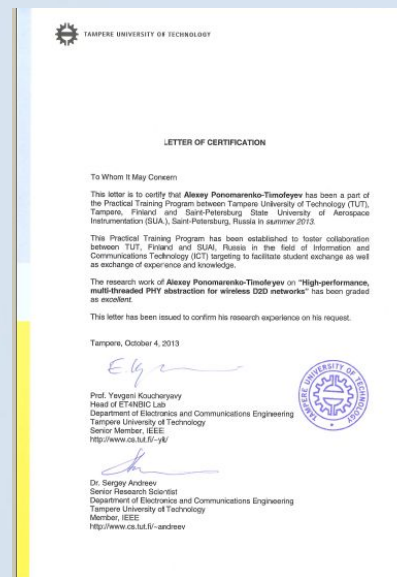 TAMPERE UNIVERSITY OF TECHNOLOGY
LETTER OF CERTIFICATION
To Whom It May Concern
This letter is to certify that Alexey Ponomarenko-Timofeyev has been a part of
the Practical Training Program between Tampere University of Technology (TUT),
Tampere, Finland and Saint-Petersburg State University of Aerospace
Instrumentation (SUA.), Saint-Petersburg, Russia in summer 2013.
This Practical Training Program has been established to foster collaboration
between TUT, Finland and SUAI, Russia in the field of Information and
Communications Technology (ICT) targeting to facilitate student exchange as well
as exchange of experience and knowledge.
The research work of Alexey Ponomarenko-Timofeyev on "High-performance,
multi-threaded PHY abstraction for wireless D2D networks" has been graded
as excellent.
This letter has been issued to confirm his research experience on his request.
Tampere, October 4, 2013
Prof. Yevgeni Koucheryavy
Head of ET4NBIC Lab
Department of Electronics and Communications Engineering
Tampere University of Technology
Senior Member, IEEE
http://www.cs.tut.fi/~yk/
TAMPERE UNIVERSITY OF TECHNOLOGY
Dr. Sergey Andreev
Senior Research Scientist
Department of Electronics and Communications Engineering
Tampere University of Technology
Member, IEEE
http://www.cs.tut.fi/~andreev